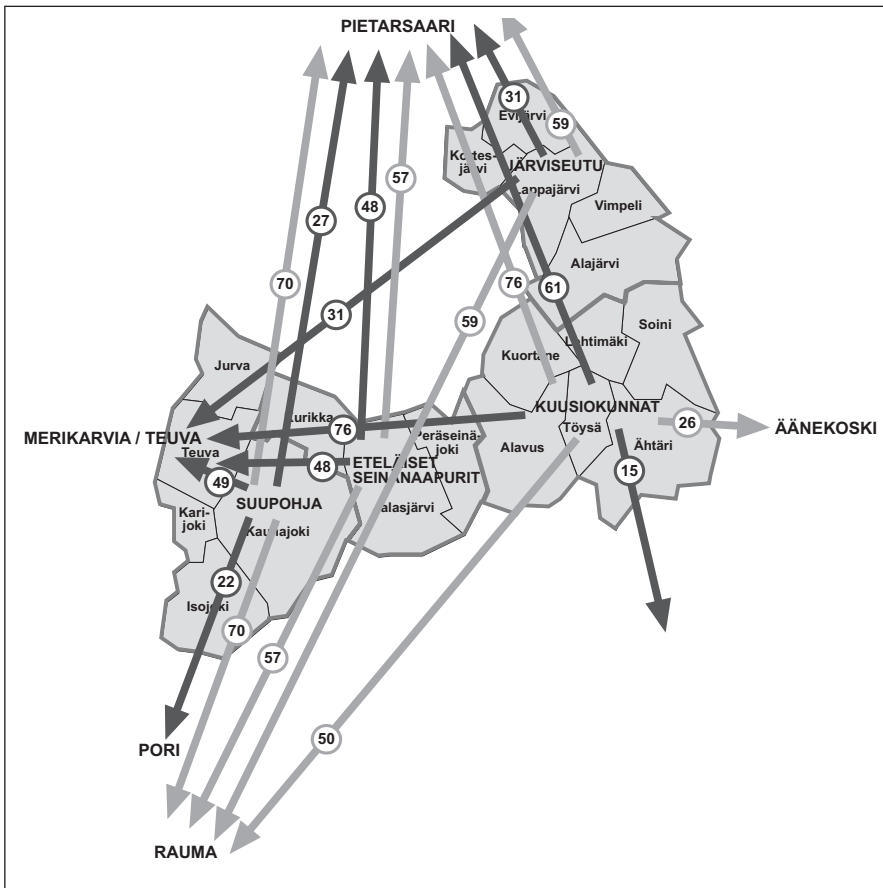 PIETARSAARI
31
Evijärvi
59
Kortes-
järvi
JÄRVISEUTU
Lappajärvi
57
Vimpeli
48
27
Alajärvi
70
76
61
59
31
Soini
Lehtimäki
Kuortane
Jurva
Kurikka
KUUSIOKUNNAT
MERIKARVIA / TEUVA
76
Töysä
26
ÄÄNEKOSKI
Peräseinä-
joki
Alavus
Ähtäri
Teuva
48
ETELÄISET
SEINÄNAAPURIT
15
49
SUUPOHJA
Kari-
joki
Kauhajoki
Jalasjärvi
22
Isojoki
70
57
50
PORI
RAUMA